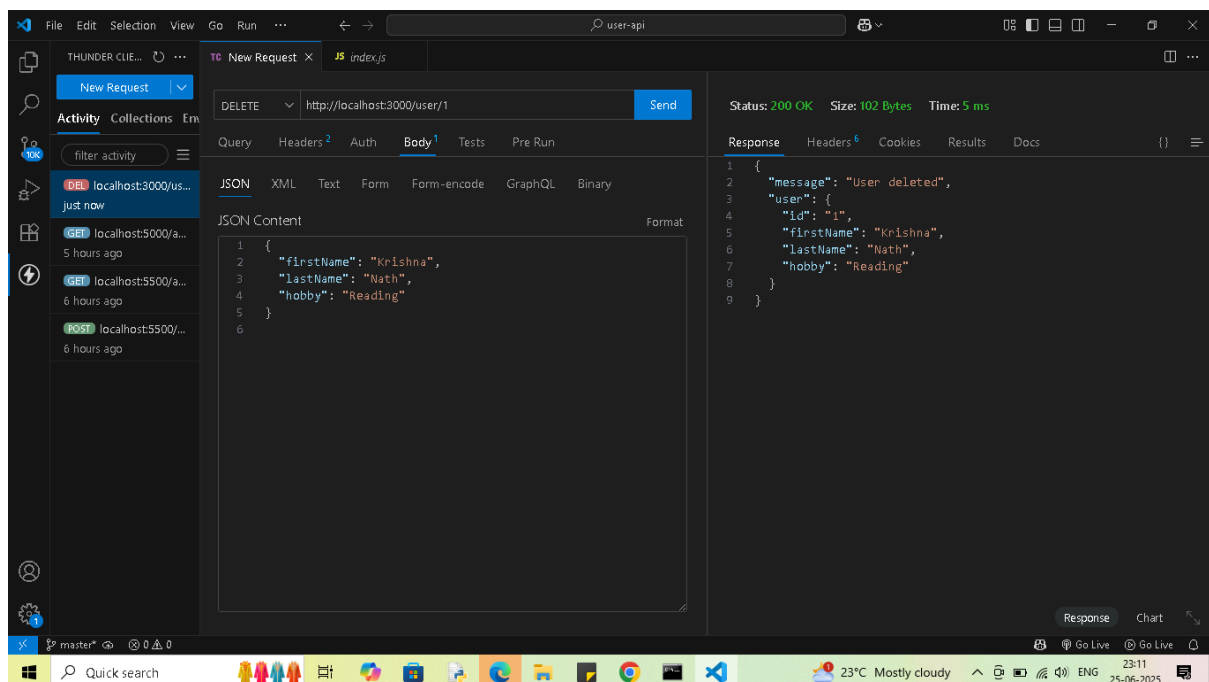 File Edit Selection View Go Run ··· user-api
THUNDER CLIE... ···
TC New Request × JS index.js ···
New Request
Activity Collections En
filter activity
DEL localhost:3000/us...
just now
GET localhost:5000/a...
5 hours ago
GET localhost:5500/a...
6 hours ago
POST localhost:5500/...
6 hours ago
10K
DELETE http://localhost:3000/user/1 Send
Query Headers 2 Auth Body 1 Tests Pre Run
JSON XML Text Form Form-encode GraphQL Binary
JSON Content Format
1 {
2 "firstName": "Krishna",
3 "lastName": "Nath",
4 "hobby": "Reading"
5 }
6
Status: 200 OK Size: 102 Bytes Time: 5 ms
Response Headers 6 Cookies Results Docs {}
1 {
2 "message": "User deleted",
3 "user": {
4 "id": "1",
5 "firstName": "Krishna",
6 "lastName": "Nath",
7 "hobby": "Reading"
8 }
9 }
Response Chart
1
master* 0 0 Go Live Go Live
Quick search 23°C Mostly cloudy ENG 23:11
25-06-2025